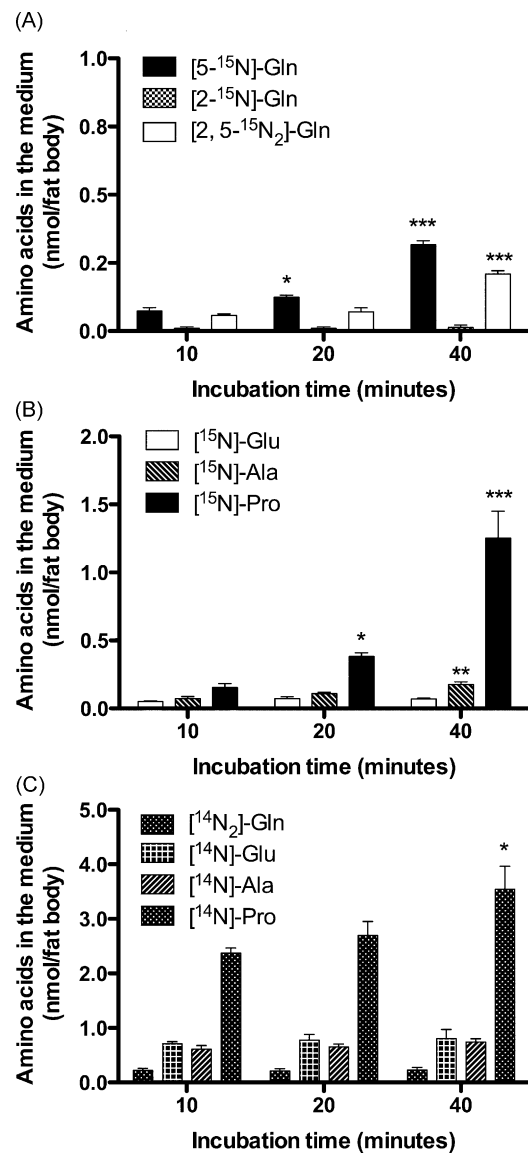 (A)
Amino acids in the medium
(nmol/fat body)
1.0
0.8
0.5
0.2
0.0
[5-¹⁵N]-Gln
[2-¹⁵N]-Gln
[2, 5-¹⁵N₂]-Gln
*
***
***
10 20 40
Incubation time (minutes)
(B)
Amino acids in the medium
(nmol/fat body)
2.0
1.5
1.0
0.5
0.0
[¹⁵N]-Glu
[¹⁵N]-Ala
[¹⁵N]-Pro
*
**
***
10 20 40
Incubation time (minutes)
(C)
Amino acids in the medium
(nmol/fat body)
5.0
4.0
3.0
2.0
1.0
0.0
[¹⁴N₂]-Gln
[¹⁴N]-Glu
[¹⁴N]-Ala
[¹⁴N]-Pro
*
10 20 40
Incubation time (minutes)